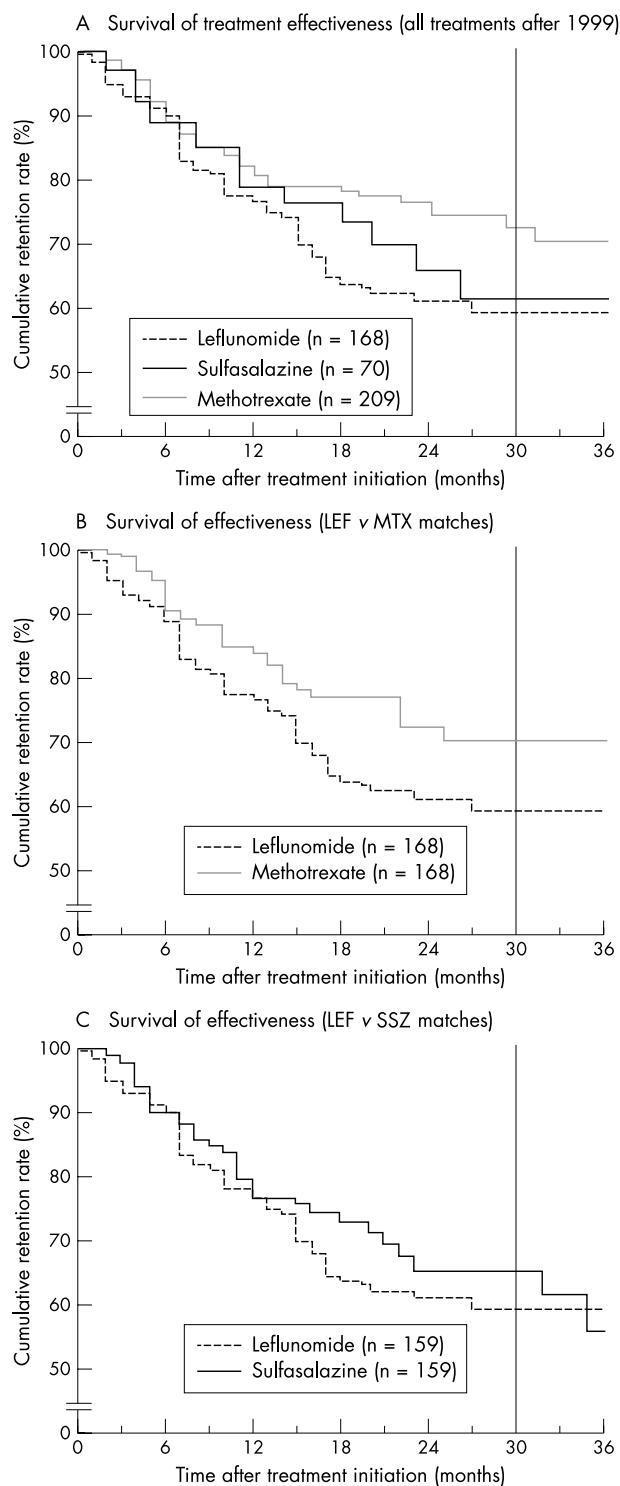 A Survival of treatment effectiveness (all treatments after 1999)
100
90
80
70
60
50
0
Cumulative retention rate (%)
Leflunomide (n = 168)
Sulfasalazine (n = 70)
Methotrexate (n = 209)
0 6 12 18 24 30 36
Time after treatment initiation (months)
B Survival of effectiveness (LEF v MTX matches)
100
90
80
70
60
50
0
Cumulative retention rate (%)
Leflunomide (n = 168)
Methotrexate (n = 168)
0 6 12 18 24 30 36
Time after treatment initiation (months)
C Survival of effectiveness (LEF v SSZ matches)
100
90
80
70
60
50
0
Cumulative retention rate (%)
Leflunomide (n = 159)
Sulfasalazine (n = 159)
0 6 12 18 24 30 36
Time after treatment initiation (months)